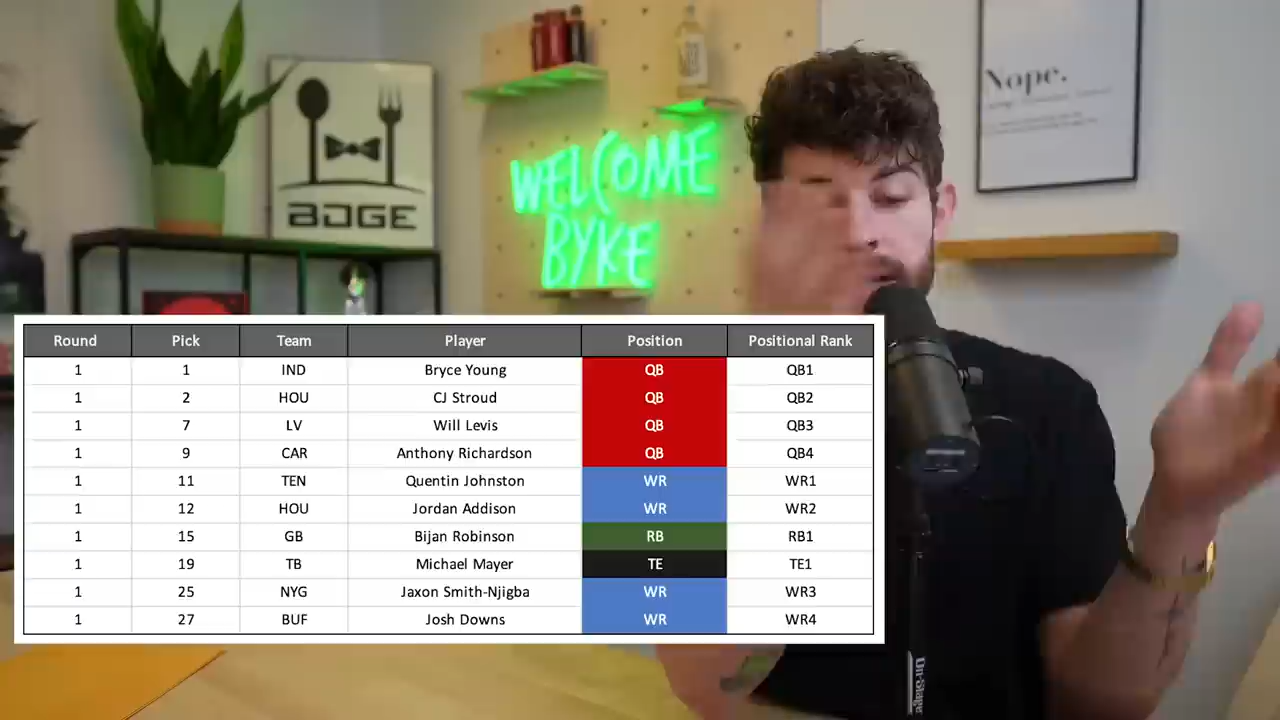 Nope.
WELCOME
BYKE
BDGE
Round Pick Team Player Position Positional Rank
1 1 IND Bryce Young QB QB1
1 2 HOU CJ Stroud QB QB2
1 7 LV Will Levis QB QB3
1 9 CAR Anthony Richardson QB QB4
1 11 TEN Quentin Johnston WR WR1
1 12 HOU Jordan Addison WR WR2
1 15 GB Bijan Robinson RB RB1
1 19 TB Michael Mayer TE TE1
1 25 NYG Jaxon Smith-Njigba WR WR3
1 27 BUF Josh Downs WR WR4
On-Stage